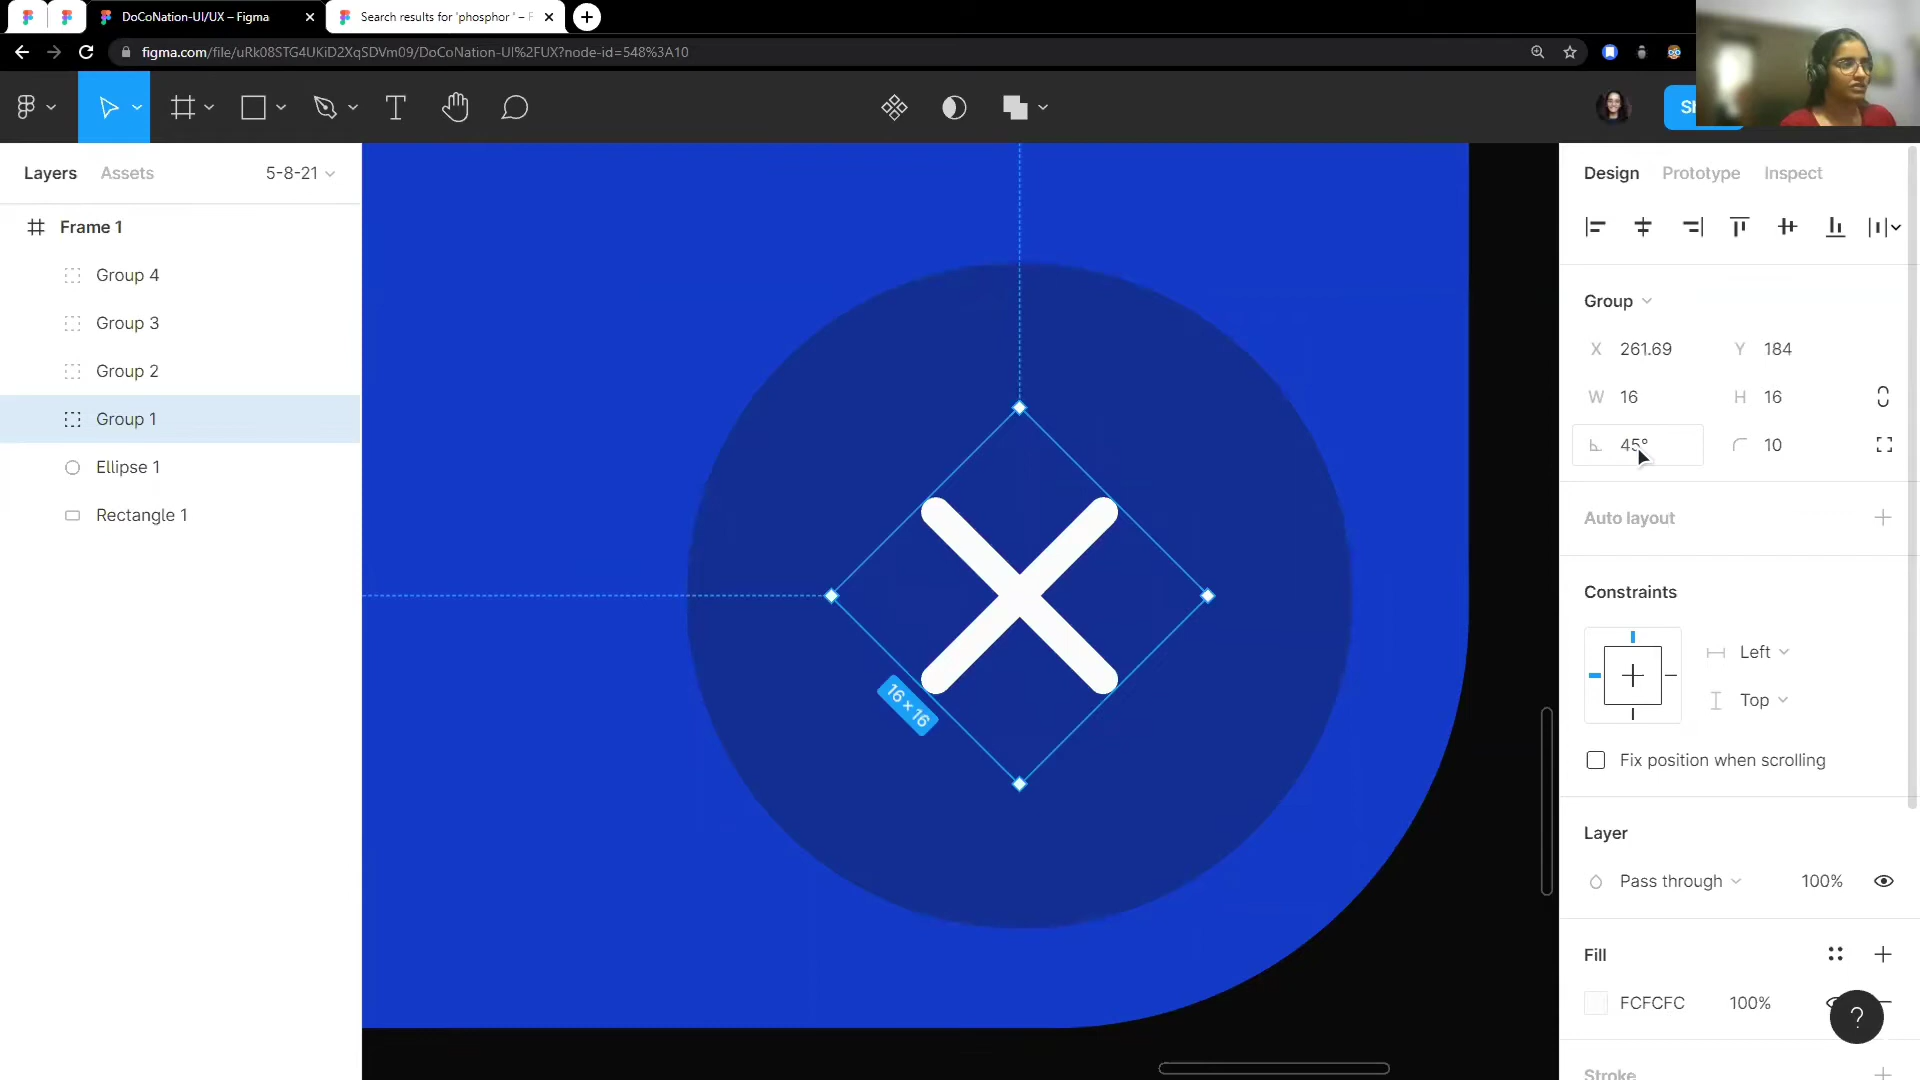 DoCoNation-UI/UX – Figma
Search results for 'phosphor ' – F
figma.com/file/uRk08STG4UKiD2XqSDVm09/DoCoNation-UI%2FUX?node-id=548%3A10
Sh
Layers
Assets
5-8-21
Design
Prototype
Inspect
Frame 1
Group 4
Group 3
Group 2
Group 1
Ellipse 1
Rectangle 1
16 × 16
Group
X 261.69
Y 184
W 16
H 16
45°
10
Auto layout
Constraints
Left
Top
Fix position when scrolling
Layer
Pass through
100%
Fill
FCFCFC
100%
?
Stroke